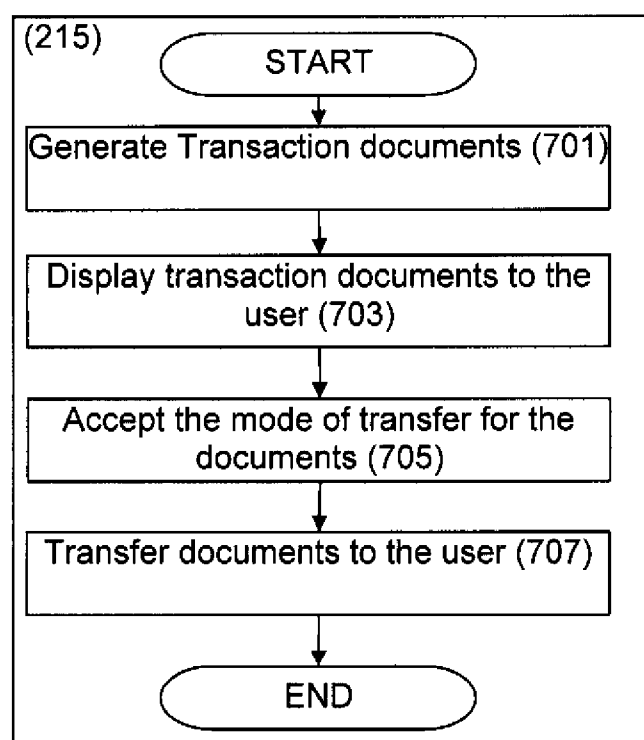 (215)
START
Generate Transaction documents (701)
Display transaction documents to the
user (703)
Accept the mode of transfer for the
documents (705)
Transfer documents to the user (707)
END